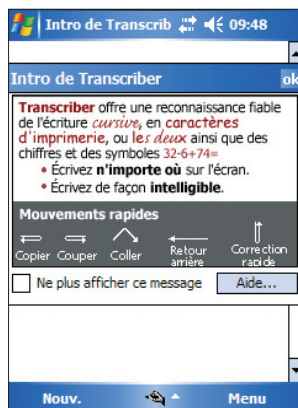 Intro de Transcrib 09:48
Intro de Transcriber ok
Transcriber offre une reconnaissance fiable
de l'écriture cursive, en caractères
d'imprimerie, ou les deux ainsi que des
chiffres et des symboles 32-6+74=
• Écrivez n'importe où sur l'écran.
• Écrivez de façon intelligible.
Mouvements rapides
Copier Couper Coller Retour arrière Correction rapide
Ne plus afficher ce message Aide...
Nouv. Menu